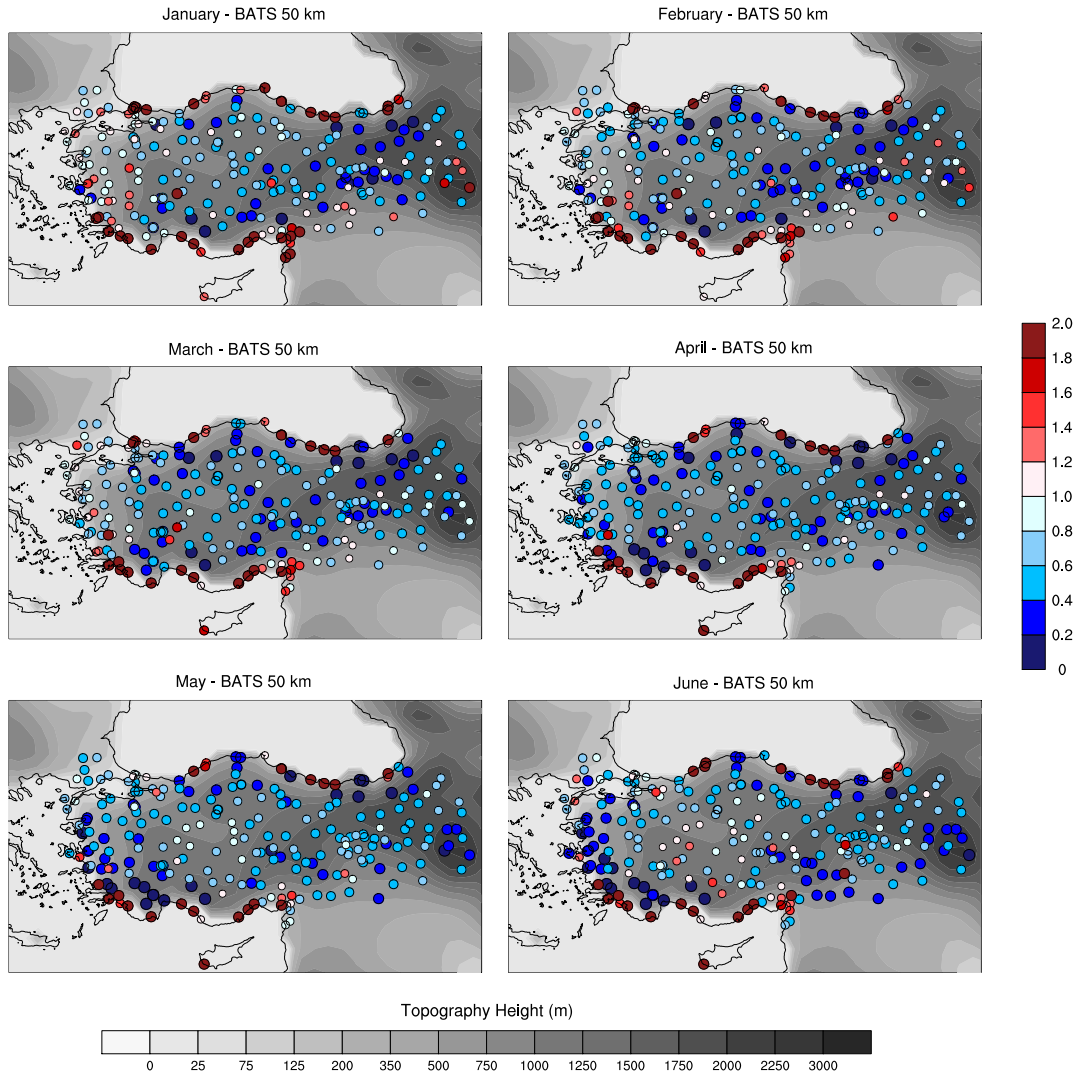 January - BATS 50 km
February - BATS 50 km
March - BATS 50 km
April - BATS 50 km
2.0
1.8
1.6
1.4
1.2
1.0
0.8
0.6
0.4
0.2
0
May - BATS 50 km
June - BATS 50 km
Topography Height (m)
0 25 75 125 200 350 500 750 1000 1250 1500 1750 2000 2250 3000